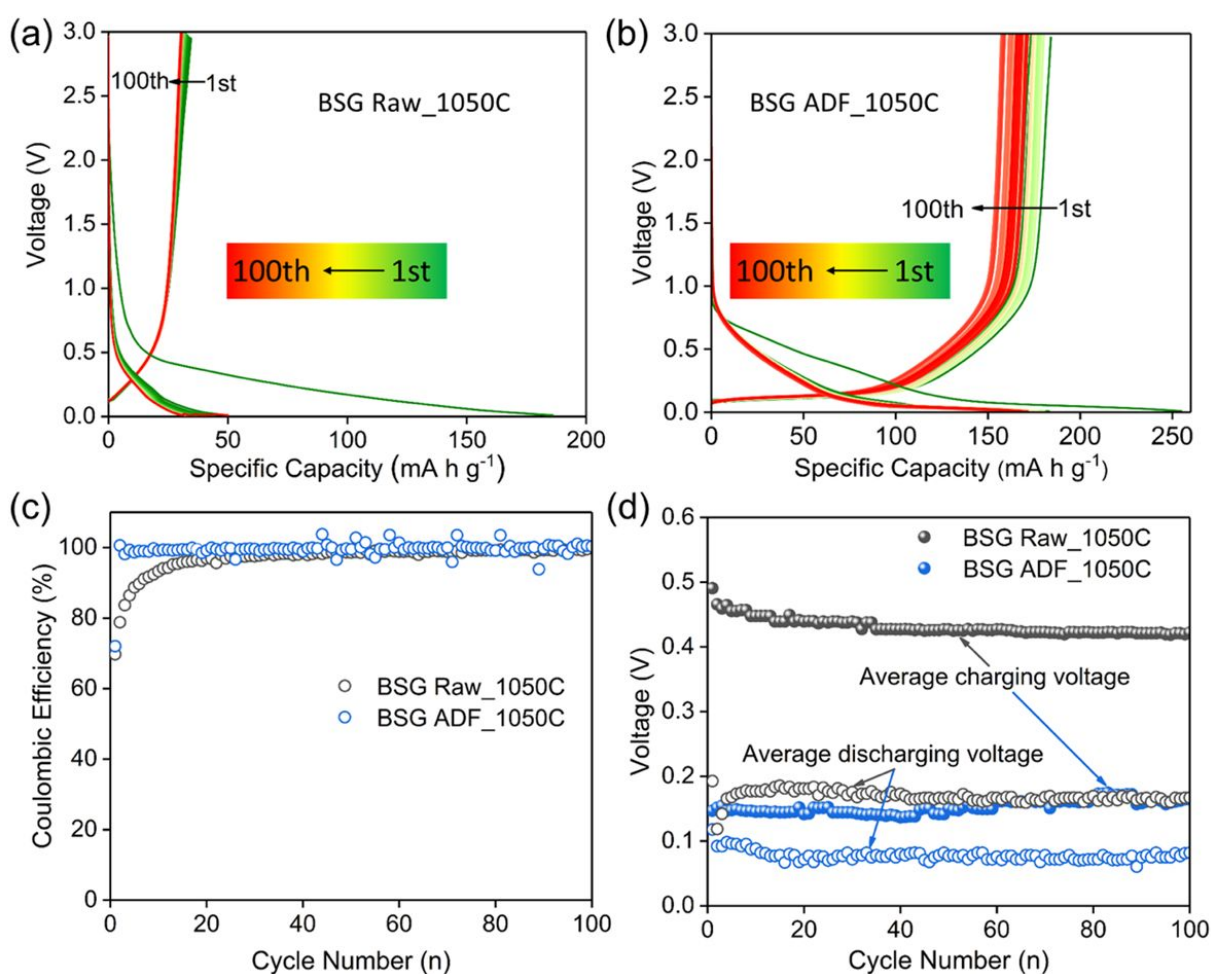 (a)
3.0
2.5
2.0
1.5
1.0
0.5
0.0
Voltage (V)
100th
1st
BSG Raw_1050C
100th
1st
0
50
100
150
200
Specific Capacity (mA h g⁻¹)
(b)
3.0
2.5
2.0
1.5
1.0
0.5
0.0
Voltage (V)
BSG ADF_1050C
100th
1st
100th
1st
0
50
100
150
200
250
Specific Capacity (mA h g⁻¹)
(c)
100
80
60
40
20
0
Coulombic Efficiency (%)
BSG Raw_1050C
BSG ADF_1050C
0
20
40
60
80
100
Cycle Number (n)
(d)
0.6
0.5
0.4
0.3
0.2
0.1
0.0
Voltage (V)
BSG Raw_1050C
BSG ADF_1050C
Average charging voltage
Average discharging voltage
0
20
40
60
80
100
Cycle Number (n)